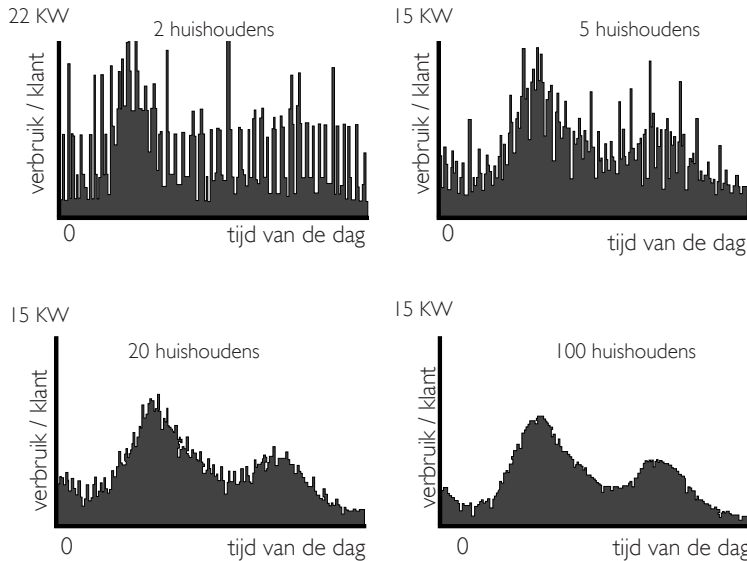 22 KW
2 huishoudens
verbruik / klant
0
tijd van de dag
15 KW
5 huishoudens
verbruik / klant
0
tijd van de dag
15 KW
20 huishoudens
verbruik / klant
0
tijd van de dag
15 KW
100 huishoudens
verbruik / klant
0
tijd van de dag